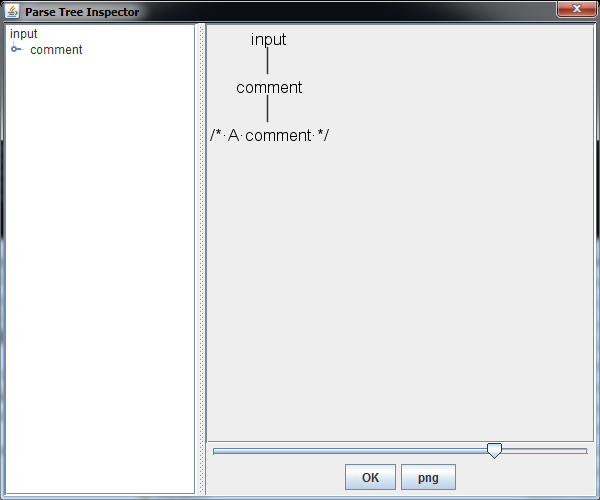 Parse Tree Inspector
input
comment
input
comment
/*·A·comment·*/
OK
png